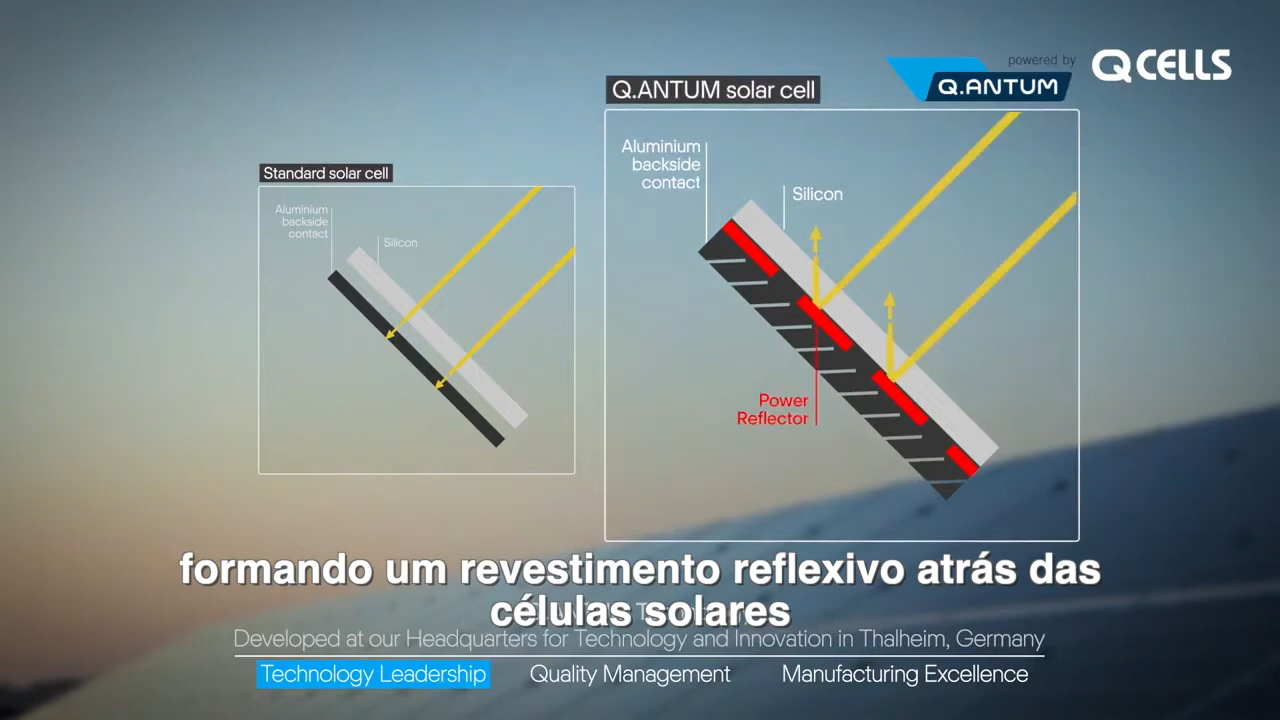 powered by
Q.ANTUM
Q CELLS
Q.ANTUM solar cell
Aluminium
backside
contact
Silicon
Power
Reflector
Standard solar cell
Aluminium
backside
contact
Silicon
formando um revestimento reflexivo atrás das
células solares
Developed at our Headquarters for Technology and Innovation in Thalheim, Germany
Technology Leadership
Quality Management
Manufacturing Excellence